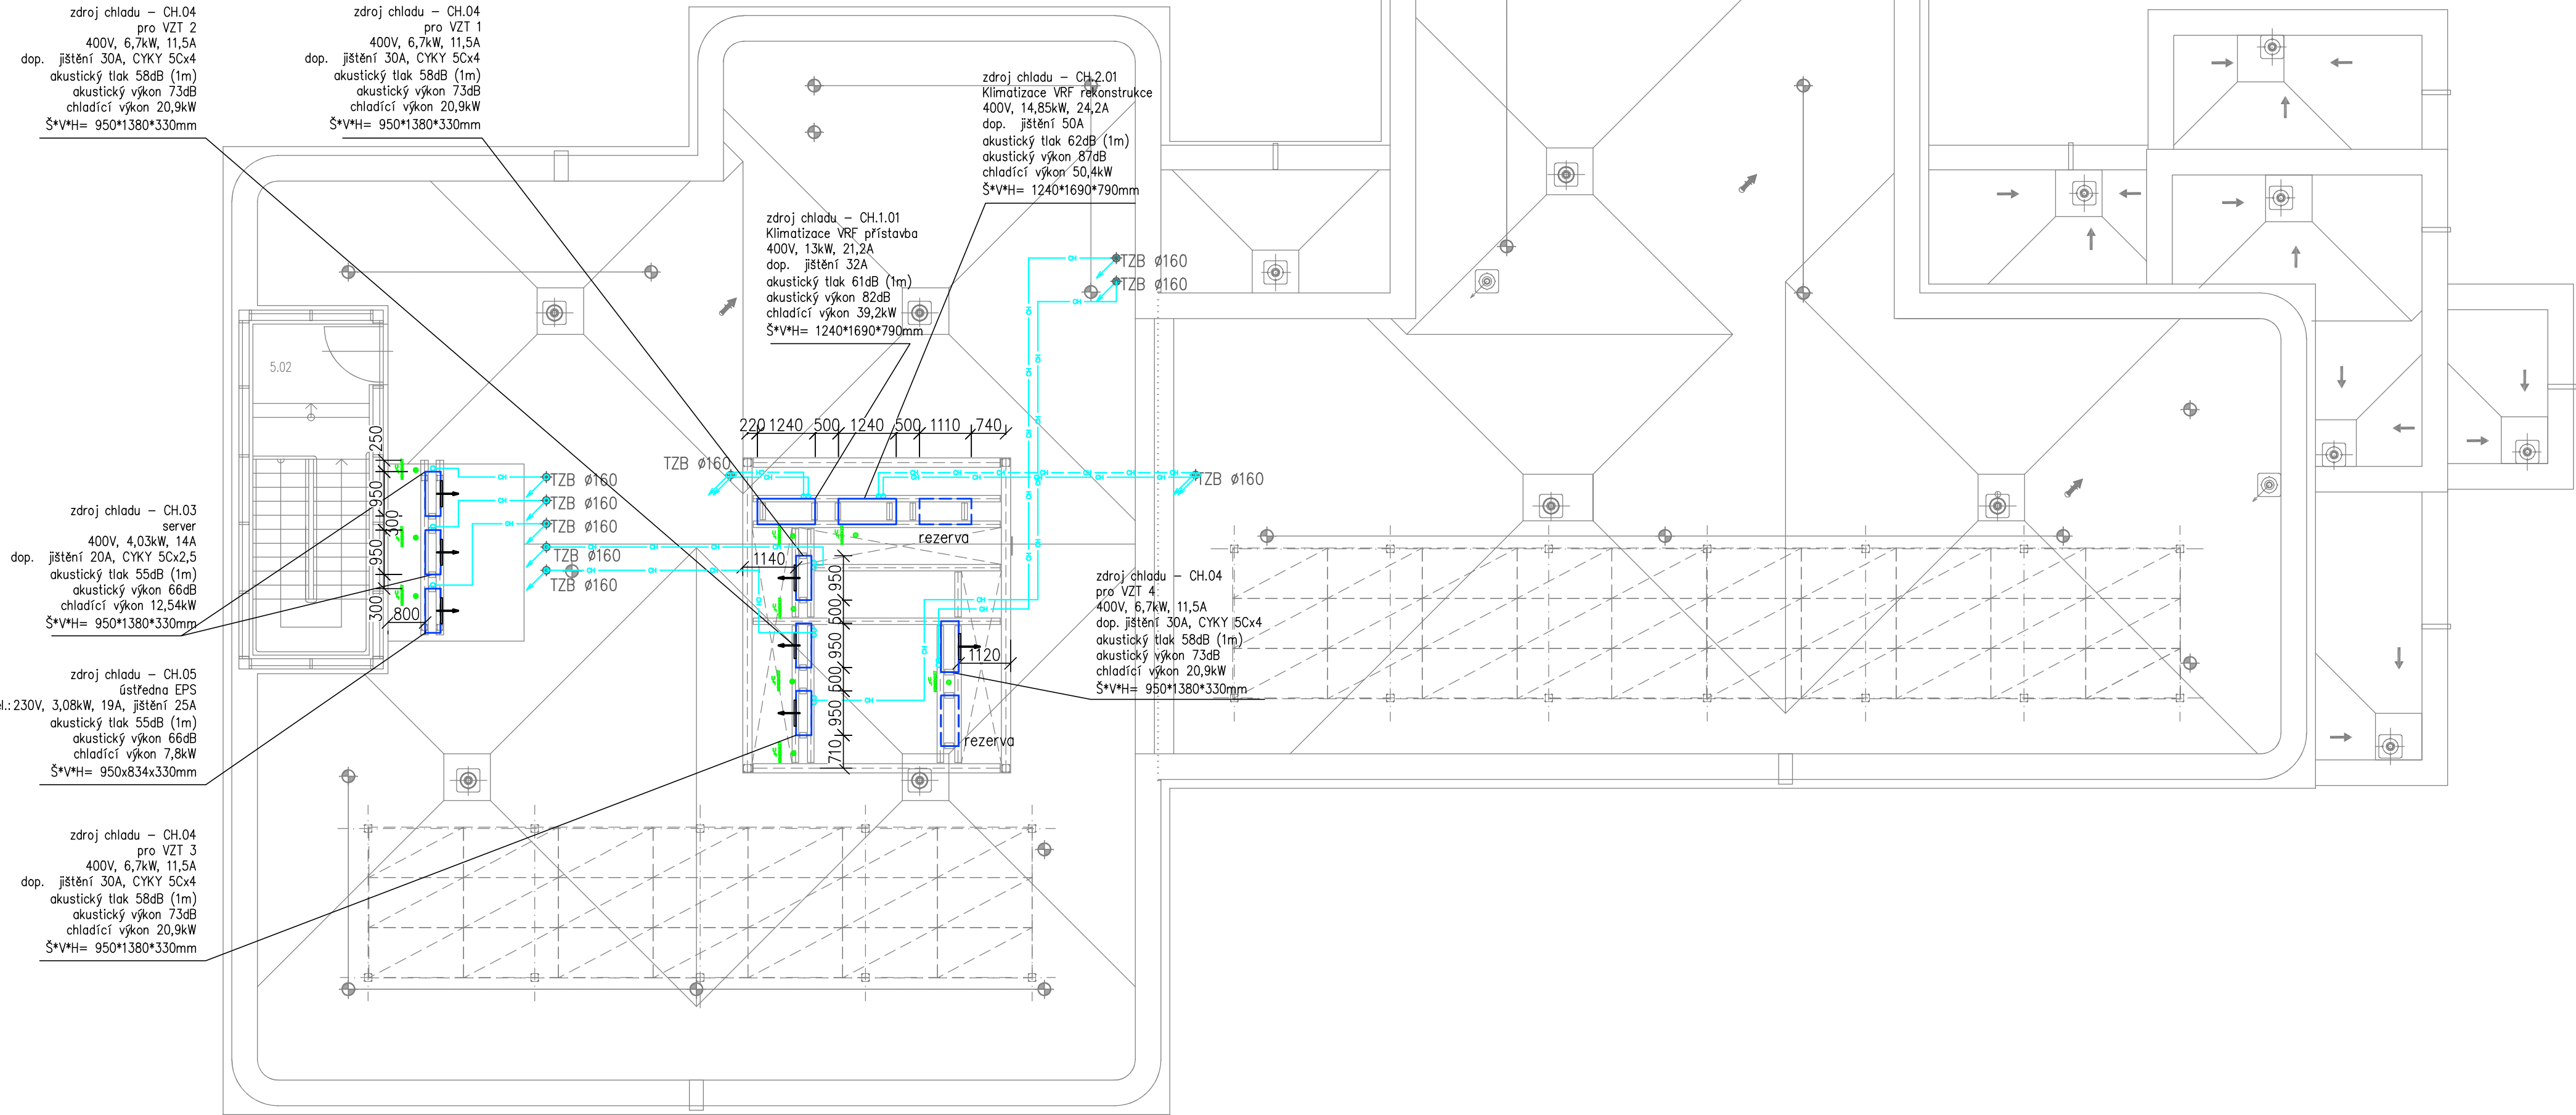 zdroj chladu – CH.04
pro VZT 2
400V, 6,7kW, 11,5A
dop. jištění 30A, CYKY 5Cx4
akustický tlak 58dB (1m)
akustický výkon 73dB
chladící výkon 20,9kW
Š*V*H= 950*1380*330mm
zdroj chladu – CH.04
pro VZT 1
400V, 6,7kW, 11,5A
dop. jištění 30A, CYKY 5Cx4
akustický tlak 58dB (1m)
akustický výkon 73dB
chladící výkon 20,9kW
Š*V*H= 950*1380*330mm
zdroj chladu – CH.2.01
Klimatizace VRF rekonstrukce
400V, 14,85kW, 24,2A
dop. jištění 50A
akustický tlak 62dB (1m)
akustický výkon 87dB
chladící výkon 50,4kW
Š*V*H= 1240*1690*790mm
zdroj chladu – CH.1.01
Klimatizace VRF přístavba
400V, 13kW, 21,2A
dop. jištění 32A
akustický tlak 61dB (1m)
akustický výkon 82dB
chladící výkon 39,2kW
Š*V*H= 1240*1690*790mm
TZB ø160
TZB ø160
5.02
220 1240 500 1240 500 1110 740
TZB ø160
TZB ø160
TZB ø160
TZB ø160
TZB ø160
TZB ø160
TZB ø160
250
950
300
950
300
800
zdroj chladu – CH.03
server
400V, 4,03kW, 14A
dop. jištění 20A, CYKY 5Cx2,5
akustický tlak 55dB (1m)
akustický výkon 66dB
chladící výkon 12,54kW
Š*V*H= 950*1380*330mm
rezerva
1140
950
500
950
500
950
710
1120
rezerva
zdroj chladu – CH.04
pro VZT 4
400V, 6,7kW, 11,5A
dop. jištění 30A, CYKY 5Cx4
akustický tlak 58dB (1m)
akustický výkon 73dB
chladící výkon 20,9kW
Š*V*H= 950*1380*330mm
zdroj chladu – CH.05
ústředna EPS
el.: 230V, 3,08kW, 19A, jištění 25A
akustický tlak 55dB (1m)
akustický výkon 66dB
chladící výkon 7,8kW
Š*V*H= 950x834x330mm
zdroj chladu – CH.04
pro VZT 3
400V, 6,7kW, 11,5A
dop. jištění 30A, CYKY 5Cx4
akustický tlak 58dB (1m)
akustický výkon 73dB
chladící výkon 20,9kW
Š*V*H= 950*1380*330mm